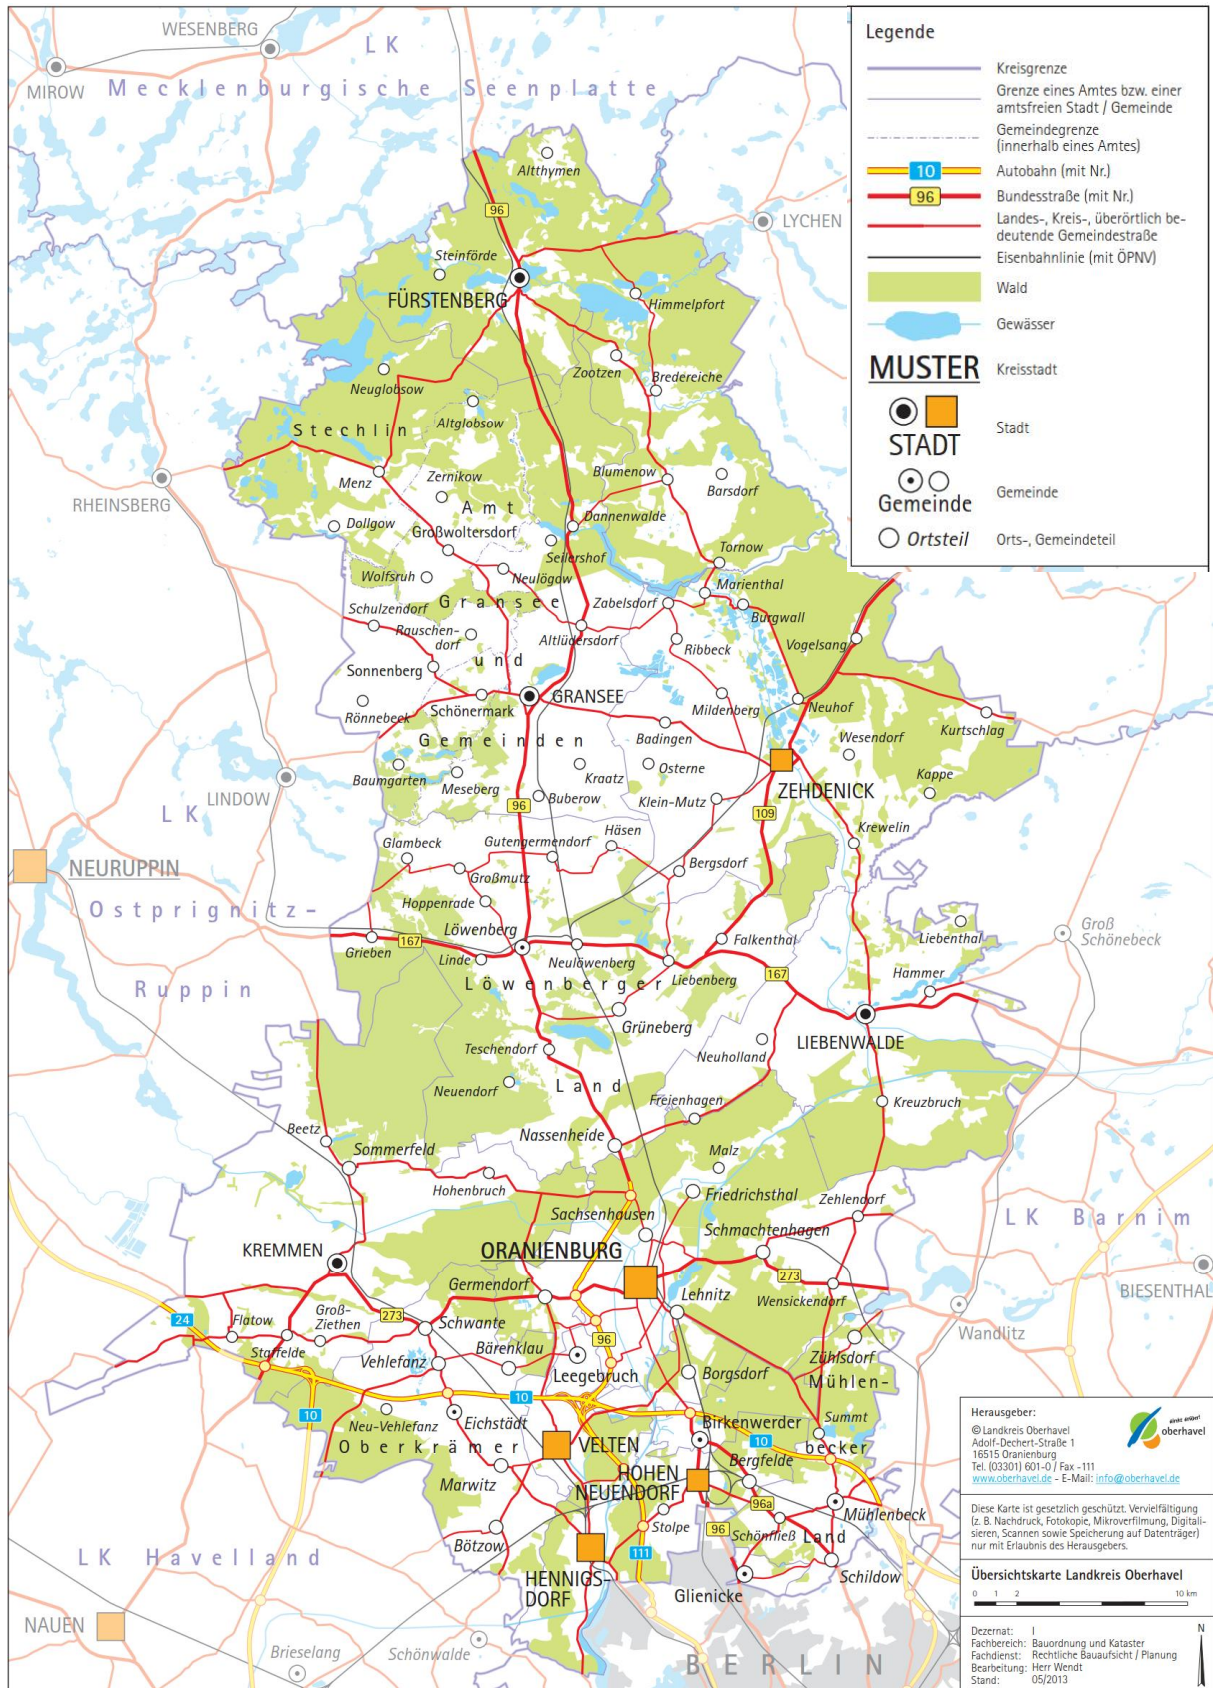 WESENBERG
MIROW
LK
Mecklenburgische Seenplatte
LYCHEN
Legende
Kreisgrenze
Grenze eines Amtes bzw. einer
amtsfreien Stadt / Gemeinde
Gemeindegrenze
(innerhalb eines Amtes)
10
Autobahn (mit Nr.)
96
Bundesstraße (mit Nr.)
Landes-, Kreis-, überörtlich be-
deutende Gemeindestraße
Eisenbahnlinie (mit ÖPNV)
Wald
Gewässer
MUSTER
Kreisstadt
STADT
Stadt
Gemeinde
Gemeinde
Ortsteil
Orts-, Gemeindeteil
Altthymen
96
Steinförde
FÜRSTENBERG
Himmelpfort
Zootzen
Bredereiche
Neuglobsow
Altglobsow
Stechlin
Menz
Zernikow
Blumenow
Barsdorf
RHEINSBERG
Amt
Dollgow
Großwoltersdorf
Dannenwalde
Seilershof
Tornow
Wolfsruh
Neulögow
Marienthal
Gransee
Zabelsdorf
Burgwall
Schulzendorf
Rauschen-
dorf
Altlüdersdorf
Ribbeck
Vogelsang
und
Sonnenberg
Schönermark
GRANSEE
Rönnebeck
Mildenberg
Neuhof
Kurtschlag
Gemeinden
Badingen
Wesendorf
Baumgarten
Meseberg
Kraatz
Osterne
ZEHDENICK
Kappe
LINDOW
LK
96
Buberow
Klein-Mutz
109
Krewelin
NEURUPPIN
Glambeck
Gutengermendorf
Häsen
Großmutz
Bergsdorf
Ostprignitz-
Hoppenrade
Löwenberg
167
Grieben
Linde
Neulöwenberg
Falkenthal
Liebenberg
Liebenthal
Groß
Schönebeck
Hammer
167
Löwenberger
Ruppin
Grüneberg
LIEBENWALDE
Teschendorf
Neuholland
Neuendorf
Land
Freienhagen
Kreuzbruch
Beetz
Nassenheide
Sommerfeld
Malz
Hohenbruch
Friedrichsthal
Zehlendorf
Sachsenhausen
Schmachtenhagen
LK Barnim
KREMMEN
ORANIENBURG
273
BIESENTHAL
Germendorf
Lehnitz
Wensickendorf
24
Flatow
Groß-
Ziethen
273
Schwante
96
Wandlitz
Staffelde
Vehlefanz
Bärenklau
Leegebruch
Borgsdorf
Zühlsdorf
Mühlen-
10
10
Neu-Vehlefanz
Eichstädt
Birkenwerder
Summt
10
Oberkrämer
VELTEN
Bergfelde
becker
HOHEN
NEUENDORF
Marwitz
96a
Mühlenbeck
96
Stolpe
Schönfließ
Land
Bötzow
111
Schildow
LK Havelland
HENNIGS-
DORF
Glienicke
NAUEN
Brieselang
Schönwalde
BERLIN
Herausgeber:
© Landkreis Oberhavel
Adolf-Dechert-Straße 1
16515 Oranienburg
Tel. (03301) 601-0 / Fax -111
www.oberhavel.de - E-Mail: info@oberhavel.de
oberhavel
Diese Karte ist gesetzlich geschützt. Vervielfältigung
(z. B. Nachdruck, Fotokopie, Mikroverfilmung, Digitali-
sieren, Scannen sowie Speicherung auf Datenträger)
nur mit Erlaubnis des Herausgebers.
Übersichtskarte Landkreis Oberhavel
0 1 2 10 km
Dezernat: I
Fachbereich: Bauordnung und Kataster
Fachdienst: Rechtliche Bauaufsicht / Planung
Bearbeitung: Herr Wendt
Stand: 05/2013
N